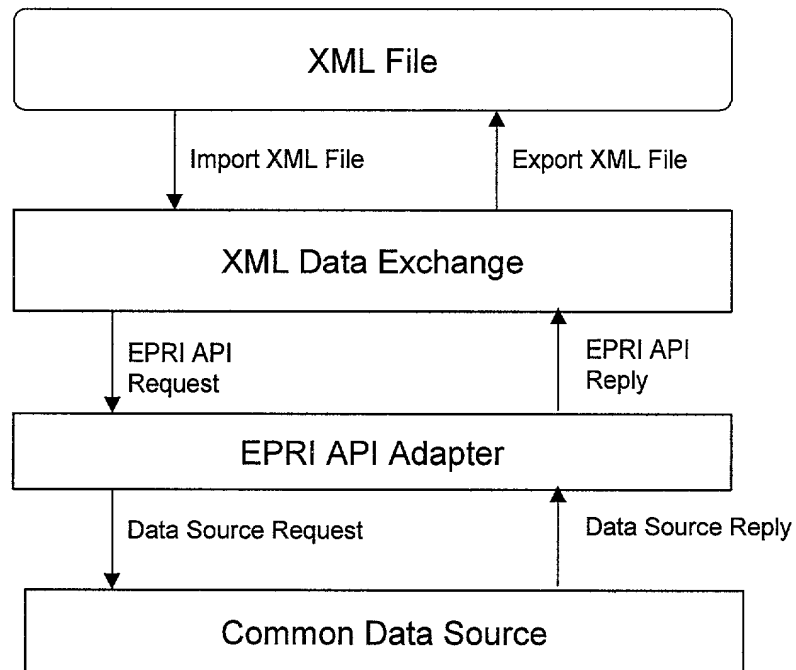 XML File
Import XML File
Export XML File
XML Data Exchange
EPRI API
Request
EPRI API
Reply
EPRI API Adapter
Data Source Request
Data Source Reply
Common Data Source